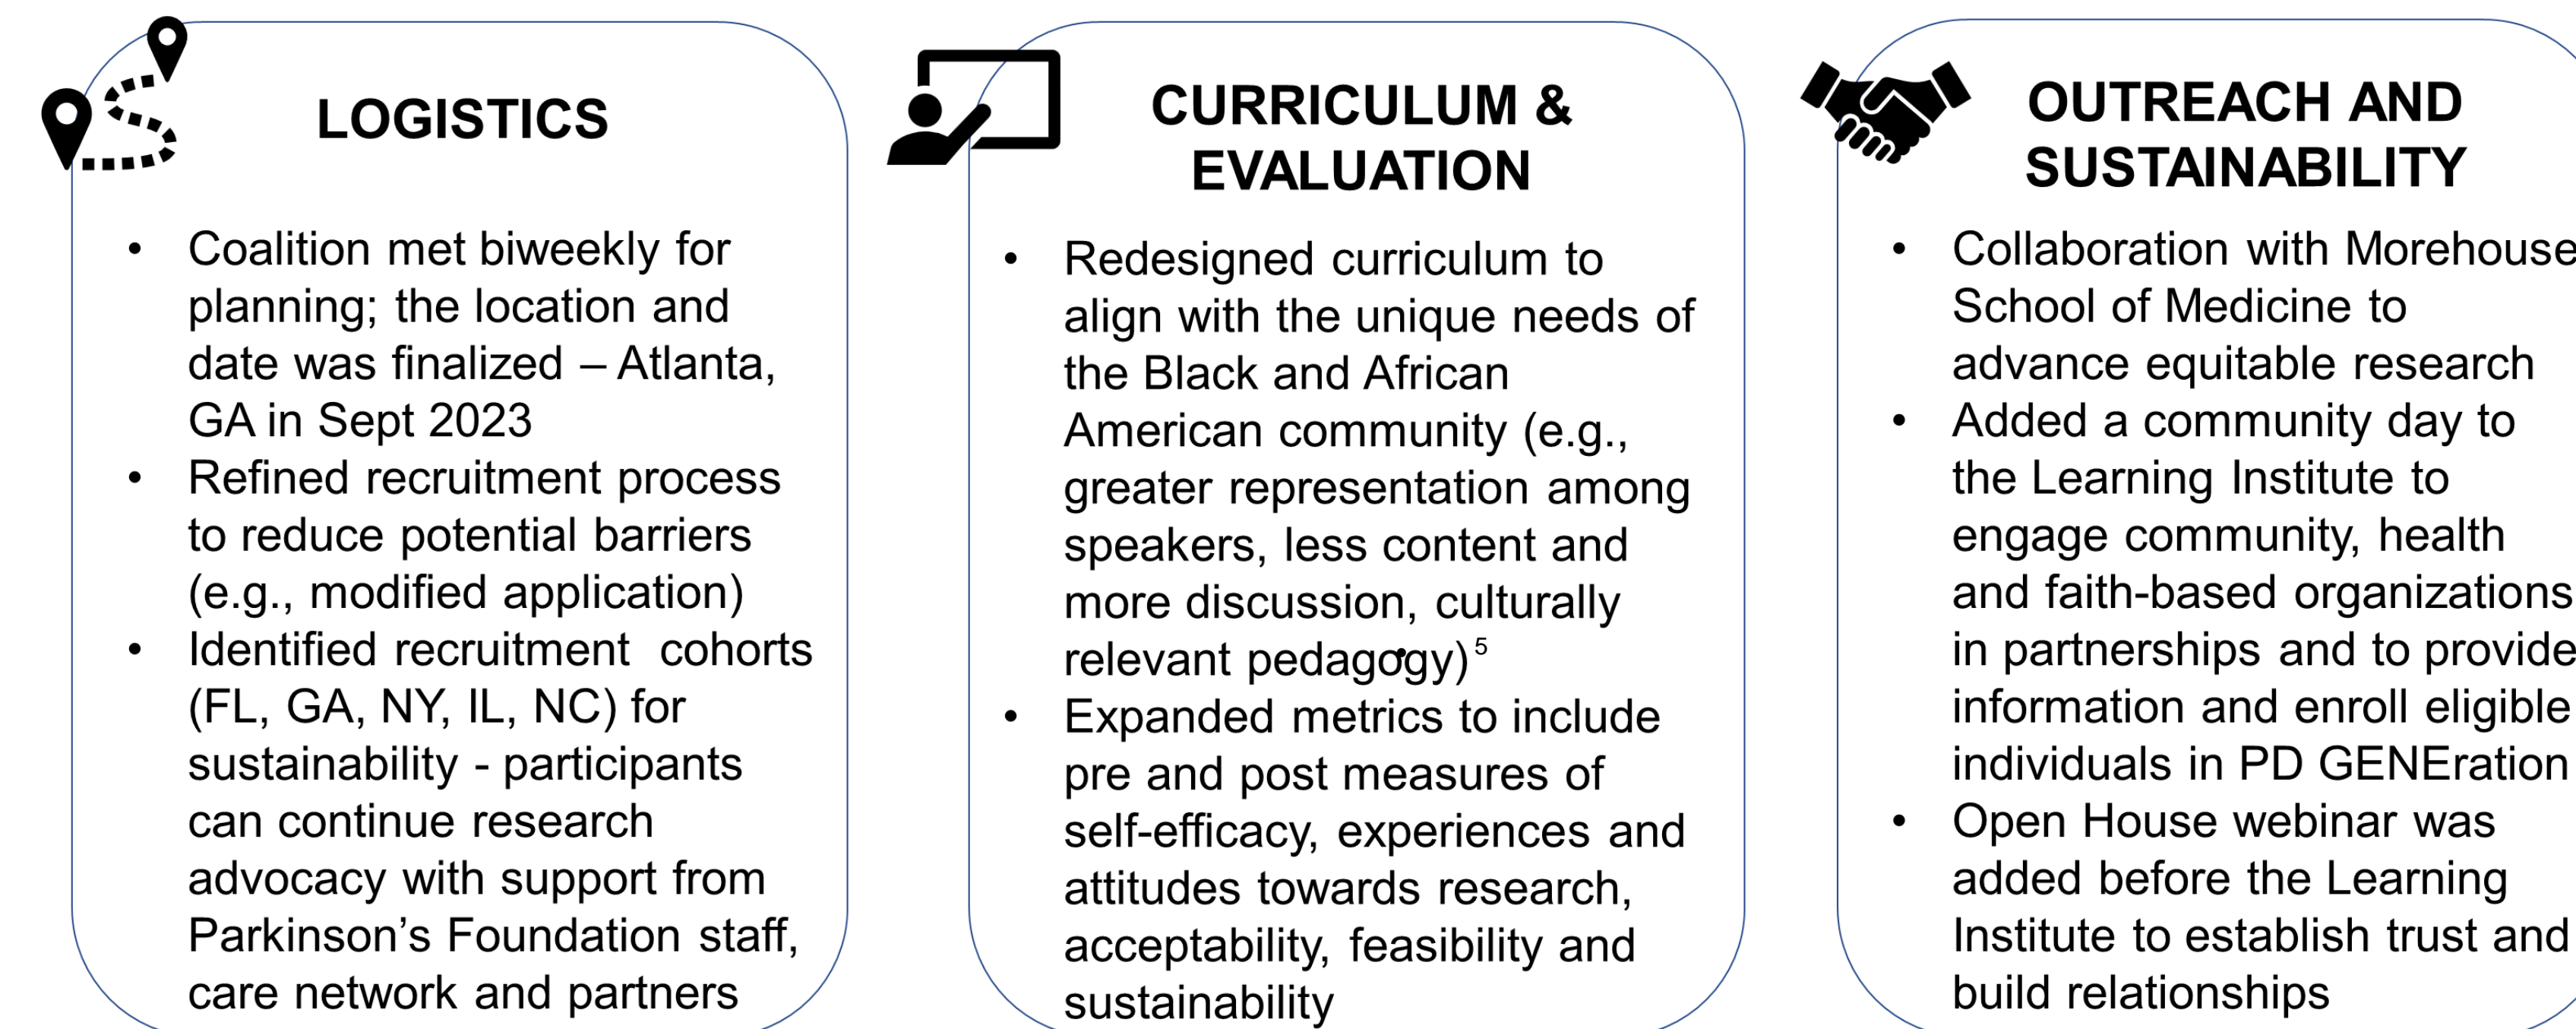 LOGISTICS
• Coalition met biweekly for
planning; the location and
date was finalized – Atlanta,
GA in Sept 2023
• Refined recruitment process
to reduce potential barriers
(e.g., modified application)
• Identified recruitment  cohorts
(FL, GA, NY, IL, NC) for
sustainability - participants
can continue research
advocacy with support from
Parkinson’s Foundation staff,
care network and partners
CURRICULUM &
EVALUATION
• Redesigned curriculum to
align with the unique needs of
the Black and African
American community (e.g.,
greater representation among
speakers, less content and
more discussion, culturally
relevant pedagogy)⁵
• Expanded metrics to include
pre and post measures of
self-efficacy, experiences and
attitudes towards research,
acceptability, feasibility and
sustainability
OUTREACH AND
SUSTAINABILITY
• Collaboration with Morehouse
School of Medicine to
advance equitable research
• Added a community day to
the Learning Institute to
engage community, health
and faith-based organizations
in partnerships and to provide
information and enroll eligible
individuals in PD GENEration
• Open House webinar was
added before the Learning
Institute to establish trust and
build relationships